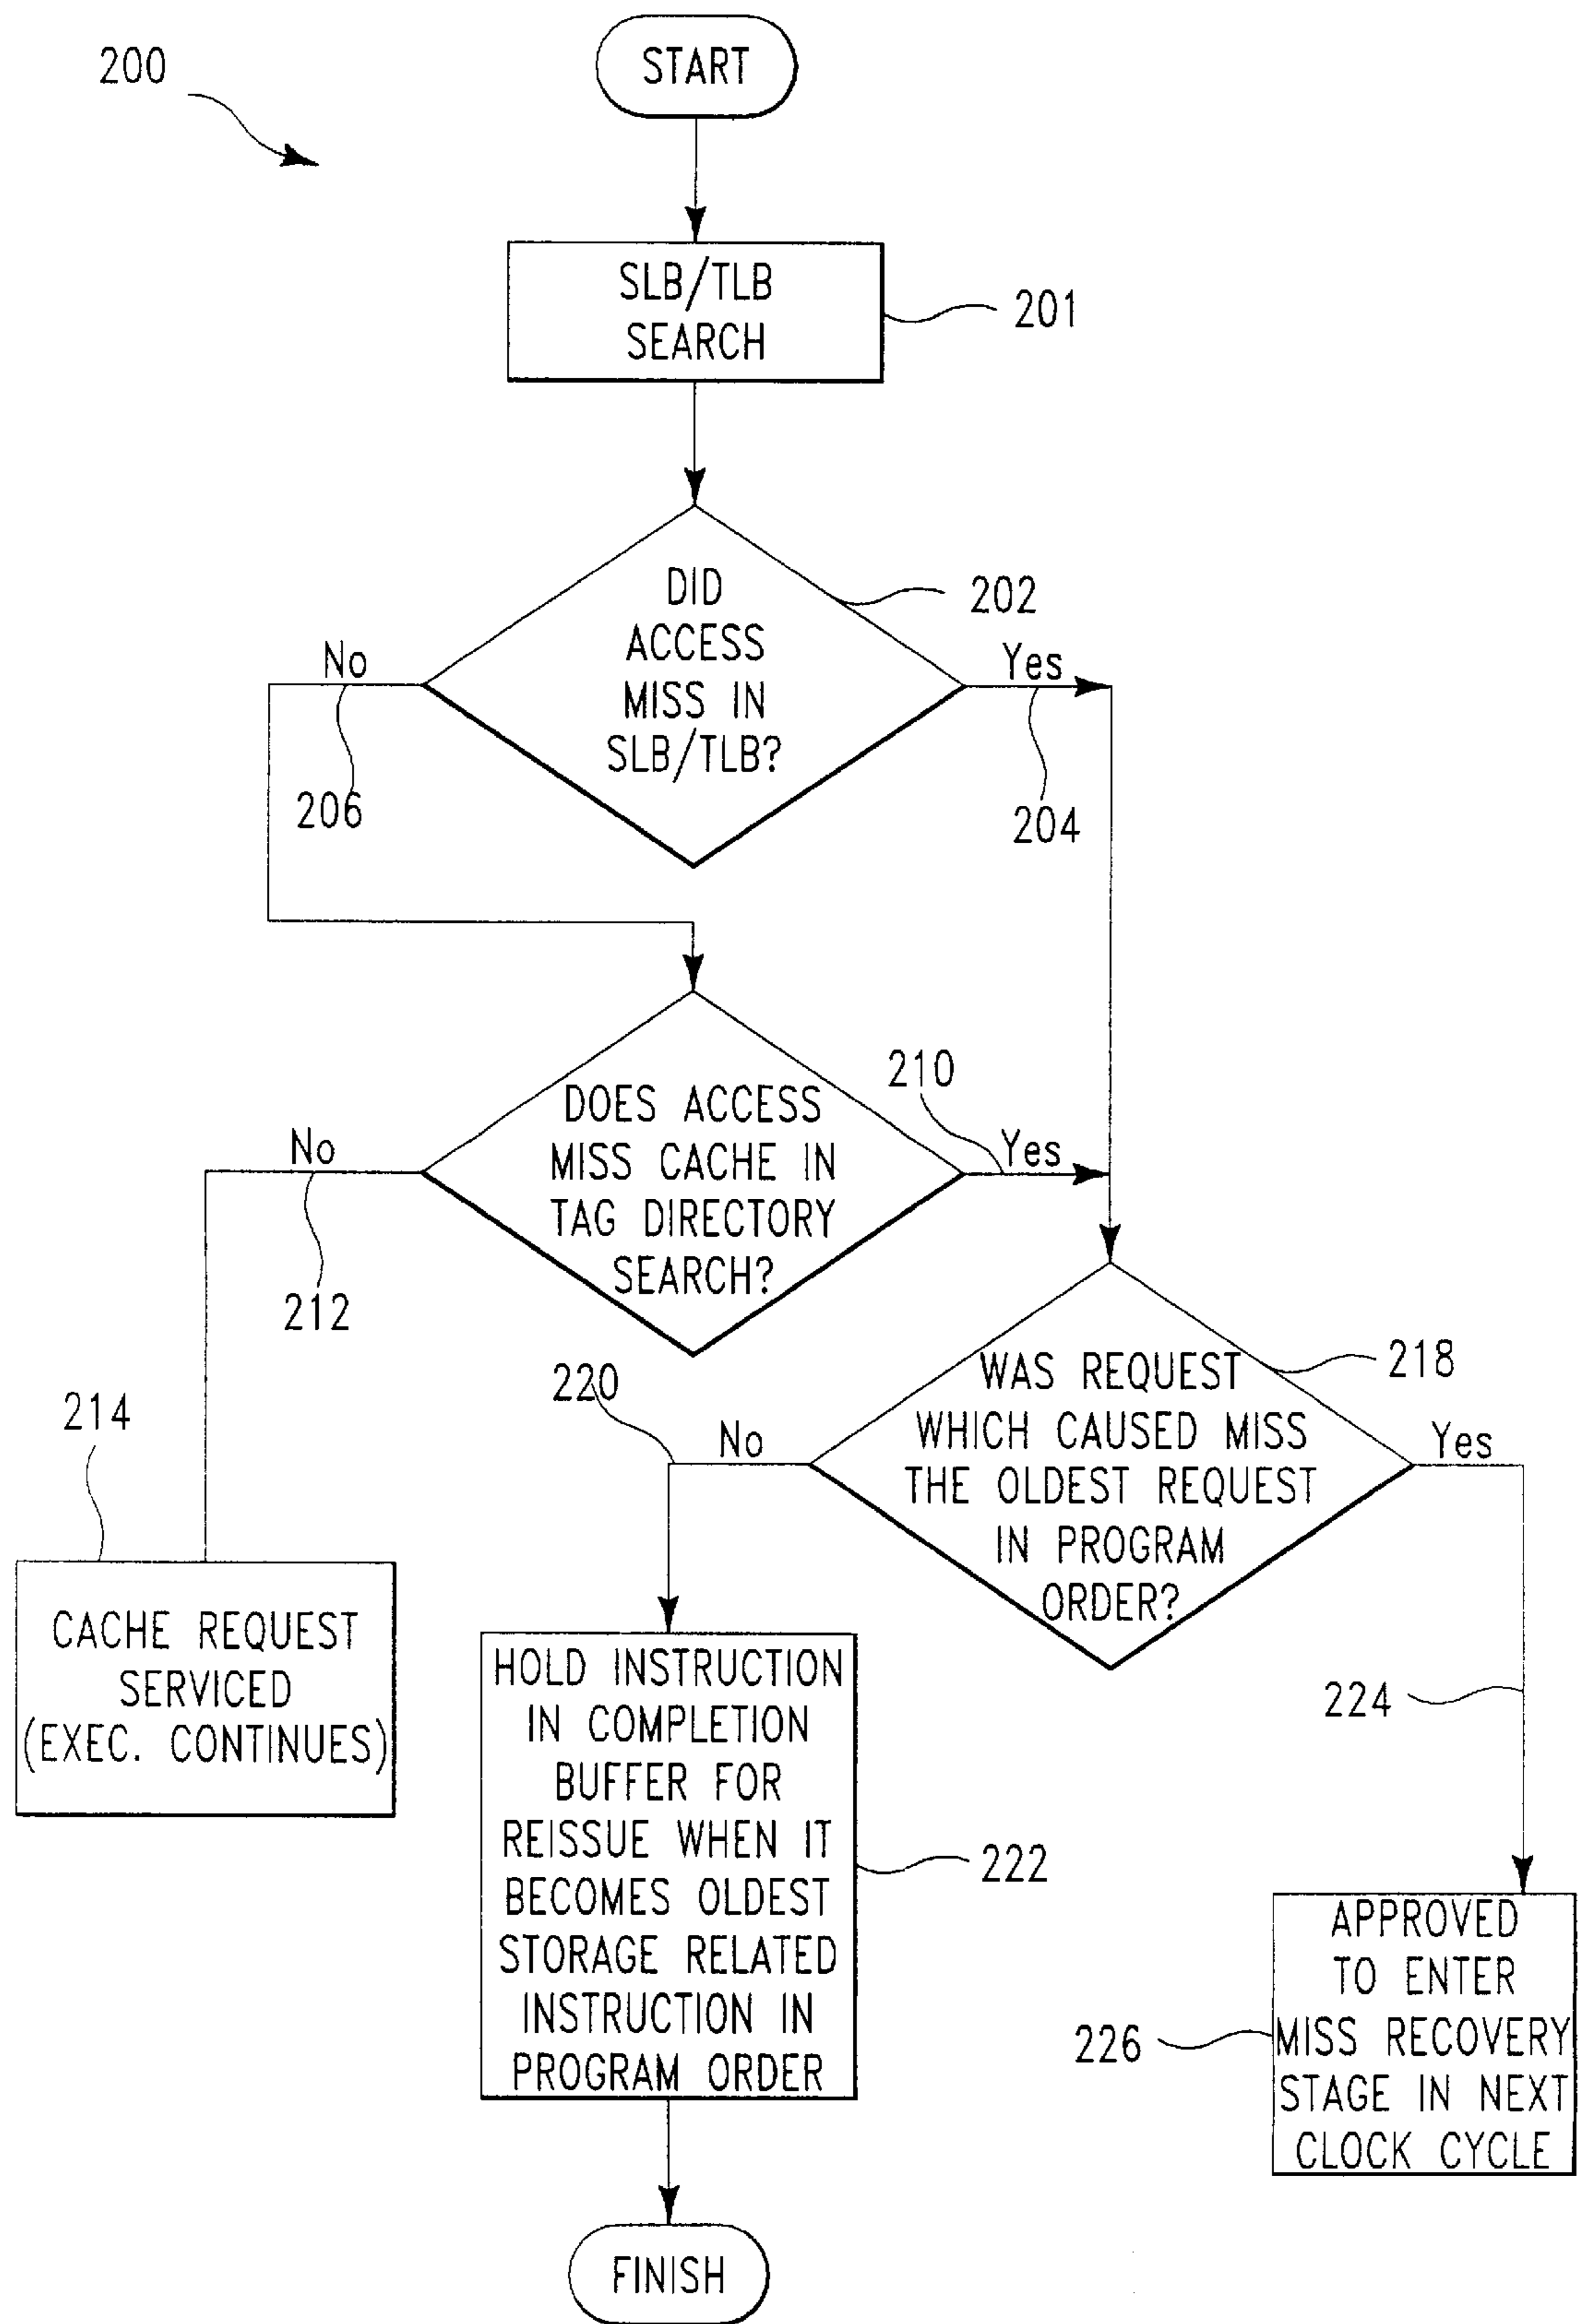 200
START
SLB/TLB
SEARCH
201
DID
ACCESS
MISS IN
SLB/TLB?
202
No
206
Yes
204
DOES ACCESS
MISS CACHE IN
TAG DIRECTORY
SEARCH?
210
Yes
No
212
214
CACHE REQUEST
SERVICED
(EXEC. CONTINUES)
WAS REQUEST
WHICH CAUSED MISS
THE OLDEST REQUEST
IN PROGRAM
ORDER?
218
220
No
Yes
224
HOLD INSTRUCTION
IN COMPLETION
BUFFER FOR
REISSUE WHEN IT
BECOMES OLDEST
STORAGE RELATED
INSTRUCTION IN
PROGRAM ORDER
222
APPROVED
TO ENTER
MISS RECOVERY
STAGE IN NEXT
CLOCK CYCLE
226
FINISH